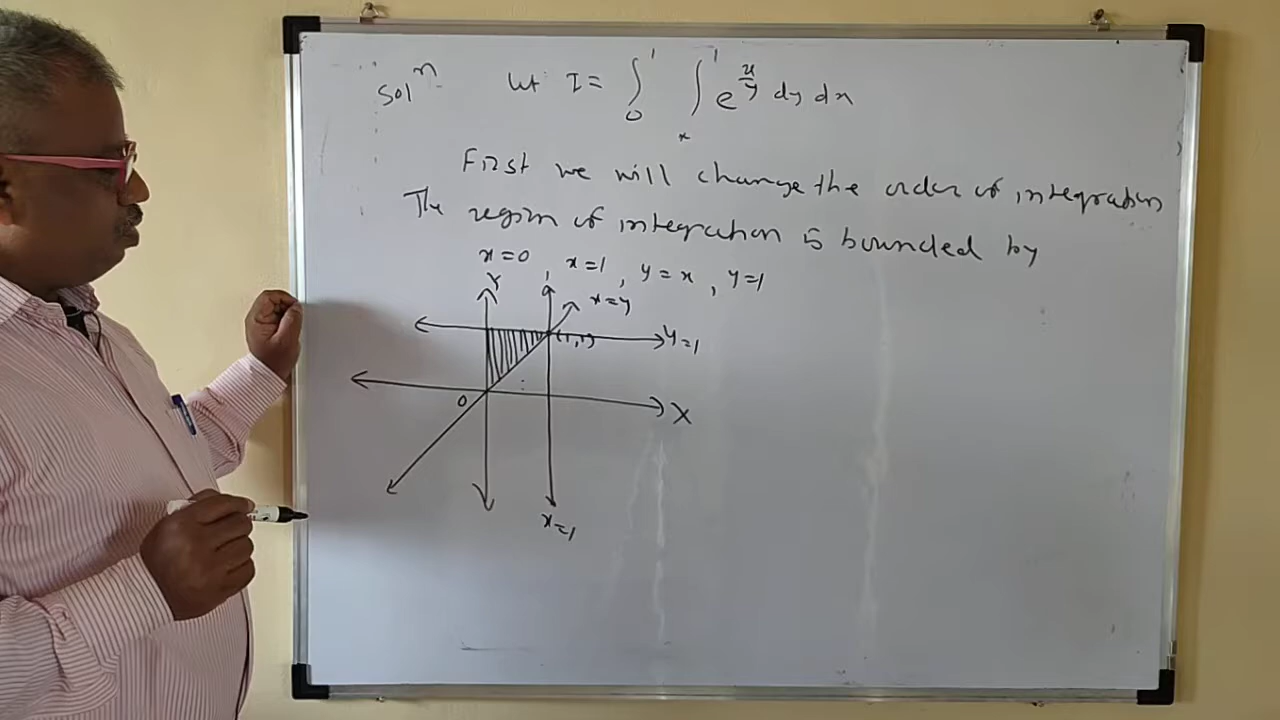 Solⁿ Let I = ∫₀¹ ∫ₓ¹ e^(x/y) dy dx
First we will change the order of integration
The region of integration is bounded by
x=0, x=1, y=x, y=1
Y
x=y
(1,1)
y=1
0
X
x=1